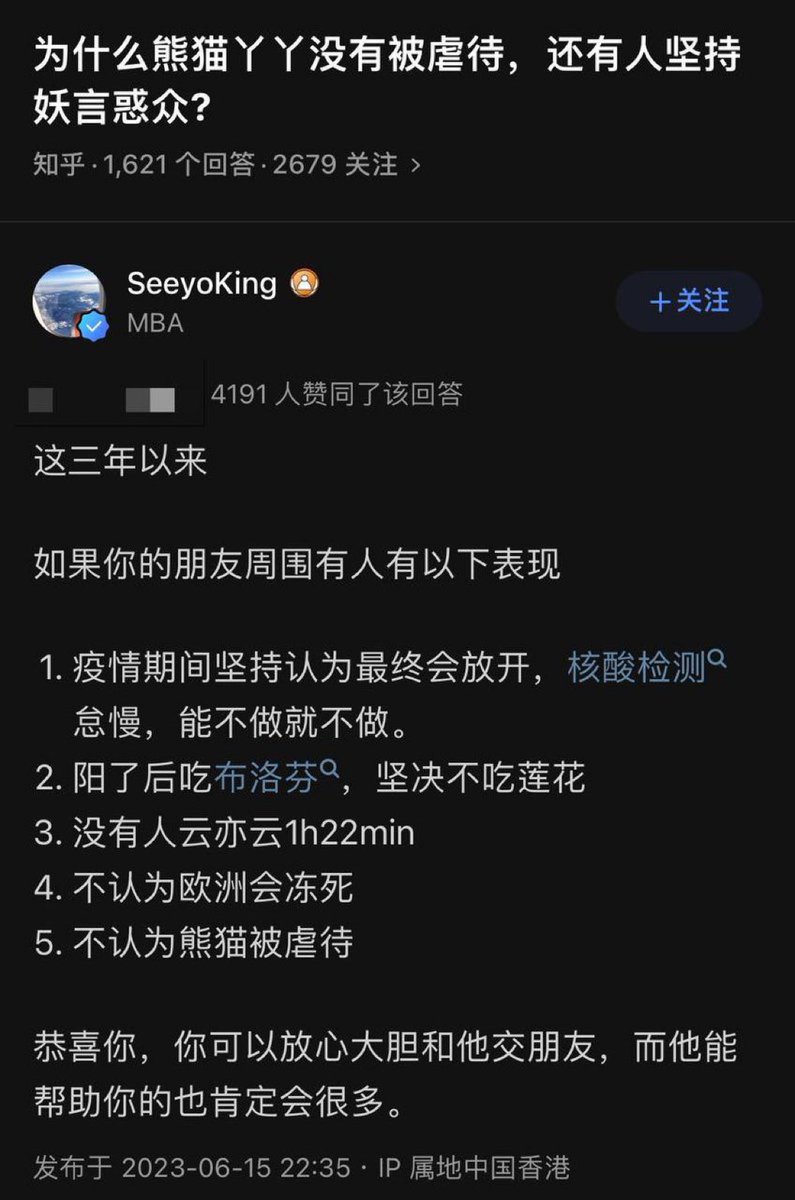 为什么熊猫丫丫没有被虐待，还有人坚持
妖言惑众?
知乎 · 1,621 个回答 · 2679 关注 >
SeeyoKing
MBA
+关注
4191 人赞同了该回答
这三年以来
如果你的朋友周围有人有以下表现
1. 疫情期间坚持认为最终会放开，核酸检测
怠慢，能不做就不做。
2. 阳了后吃布洛芬，坚决不吃莲花
3. 没有人云亦云1h22min
4. 不认为欧洲会冻死
5. 不认为熊猫被虐待
恭喜你，你可以放心大胆和他交朋友，而他能
帮助你的也肯定会很多。
发布于 2023-06-15 22:35 · IP 属地中国香港